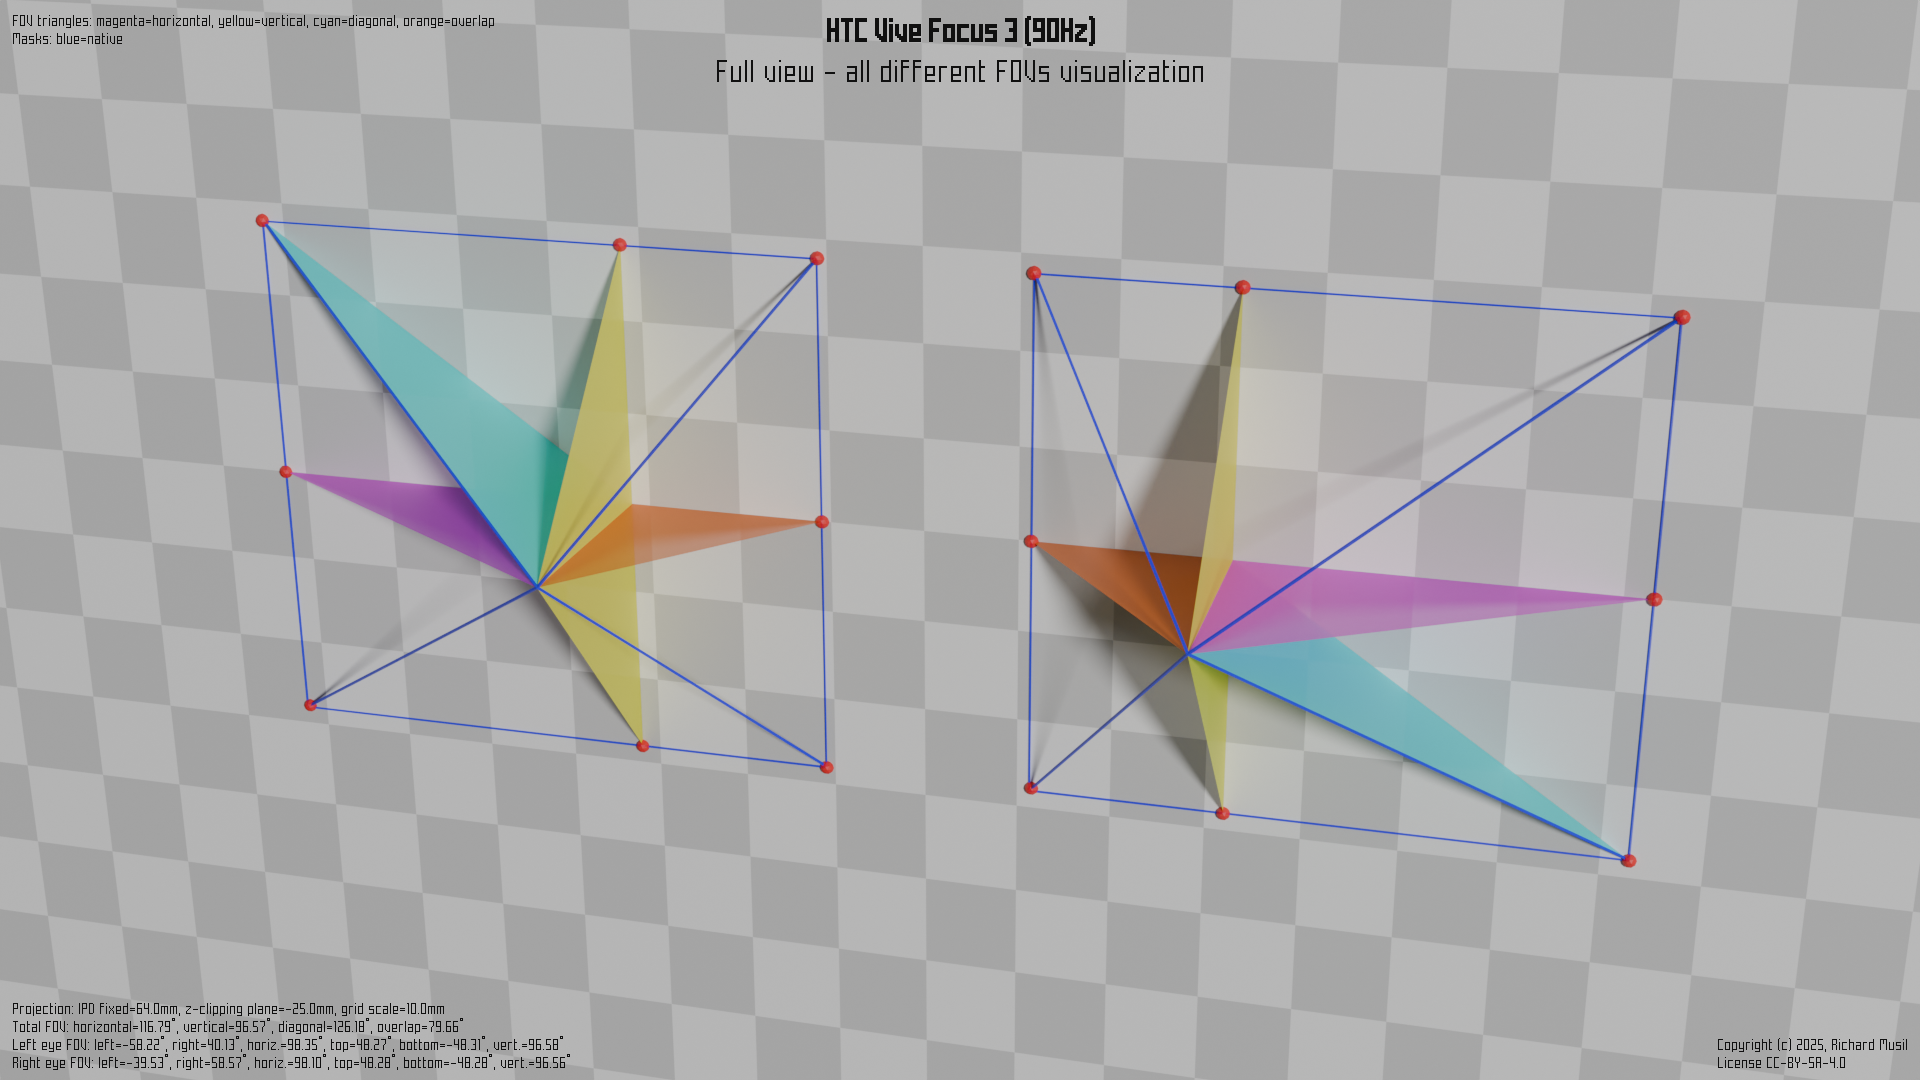 FOV triangles: magenta=horizontal, yellow=vertical, cyan=diagonal, orange=overlap
Masks: blue=native
HTC Vive Focus 3 (90Hz)
Full view - all different FOVs visualization
Projection: IPD fixed=64.0mm, z-clipping plane=-25.0mm, grid scale=10.0mm
Total FOV: horizontal=116.79°, vertical=96.57°, diagonal=126.18°, overlap=79.66°
Left eye FOV: left=-58.22°, right=40.13°, horiz.=98.35°, top=48.27°, bottom=-48.31°, vert.=96.58°
Right eye FOV: left=-39.53°, right=58.57°, horiz.=98.10°, top=48.28°, bottom=-48.28°, vert.=96.56°
Copyright (c) 2025, Richard Musil
License CC-BY-SA-4.0